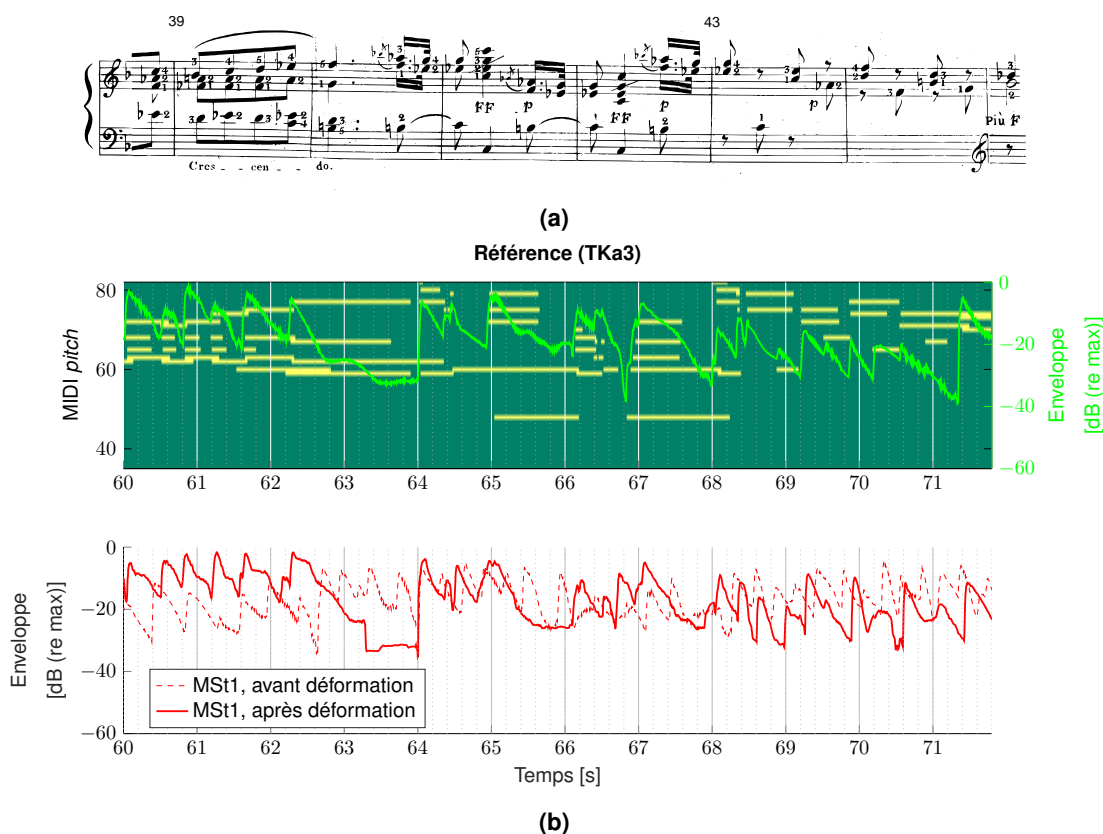 39
43
FF
p
FF
p
p
Più F
Cres _ _ cen _ do.
(a)
Référence (TKa3)
80
60
40
MIDI pitch
0
−20
−40
−60
Enveloppe
[dB (re max)]
60 61 62 63 64 65 66 67 68 69 70 71
0
−20
−40
−60
Enveloppe
[dB (re max)]
MSt1, avant déformation
MSt1, après déformation
60 61 62 63 64 65 66 67 68 69 70 71
Temps [s]
(b)